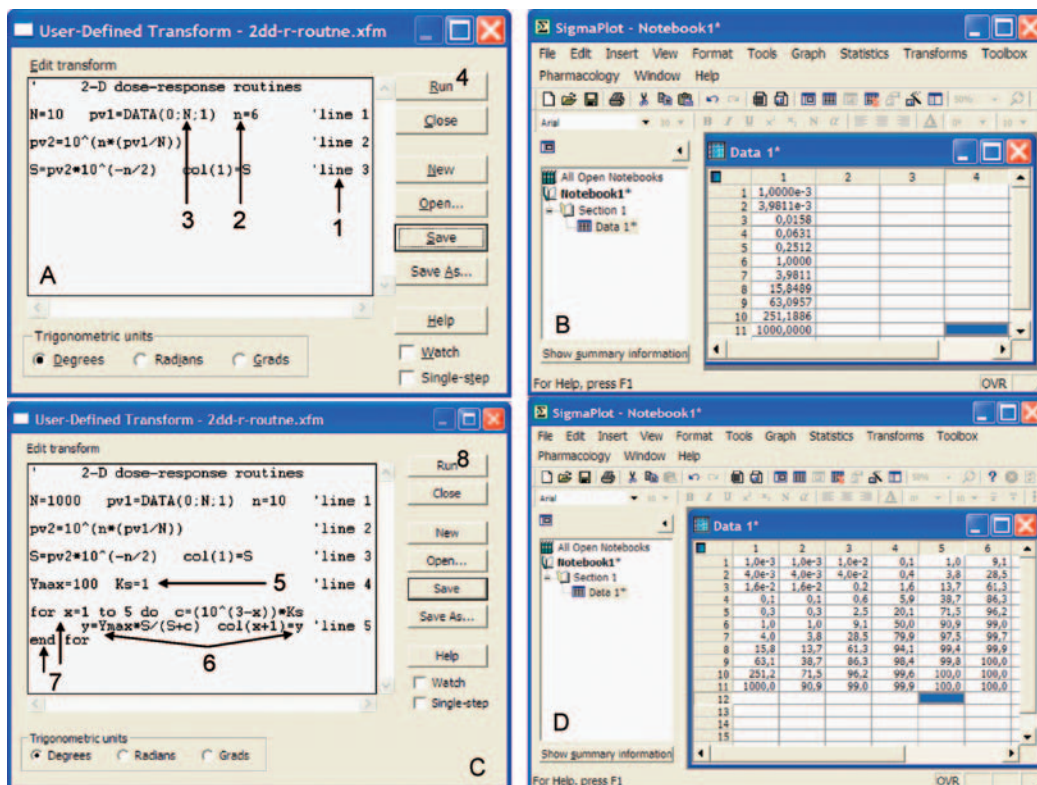 User-Defined Transform - 2dd-r-routne.xfm
Edit transform
' 2-D dose-response routines
N=10 pv1=DATA(0;N;1) n=6 'line 1
pv2=10^(n*(pv1/N)) 'line 2
S=pv2*10^(-n/2) col(1)=S 'line 3
3 2 1
A
Run 4
Close
New
Open...
Save
Save As...
Help
Watch
Single-step
Trigonometric units
Degrees Radians Grads
SigmaPlot - Notebook1*
File Edit Insert View Format Tools Graph Statistics Transforms Toolbox
Pharmacology Window Help
Arial
All Open Notebooks
Notebook1*
Section 1
Data 1*
B
Show summary information
For Help, press F1
OVR
Data 1*
1 2 3 4
1 1,0000e-3
2 3,9811e-3
3 0,0158
4 0,0631
5 0,2512
6 1,0000
7 3,9811
8 15,8489
9 63,0957
10 251,1886
11 1000,0000
User-Defined Transform - 2dd-r-routne.xfm
Edit transform
' 2-D dose-response routines
N=1000 pv1=DATA(0;N;1) n=10 'line 1
pv2=10^(n*(pv1/N)) 'line 2
S=pv2*10^(-n/2) col(1)=S 'line 3
Ymax=100 Ks=1 5 'line 4
for x=1 to 5 do c=(10^(3-x))*Ks
y=Ymax*S/(S+c) col(x+1)=y 'line 5
end for
7 6
Run 8
Close
New
Open...
Save
Save As...
Help
Watch
Single-step
Trigonometric units
Degrees Radians Grads
C
SigmaPlot - Notebook1*
File Edit Insert View Format Tools Graph Statistics Transforms Toolbox
Pharmacology Window Help
Arial
All Open Notebooks
Notebook1*
Section 1
Data 1*
D
Show summary information
For Help, press F1
OVR
Data 1*
1 2 3 4 5 6
1 1,0e-3 1,0e-3 1,0e-2 0,1 1,0 9,1
2 4,0e-3 4,0e-3 4,0e-2 0,4 3,8 28,5
3 1,6e-2 1,6e-2 0,2 1,6 13,7 61,3
4 0,1 0,1 0,6 5,9 38,7 86,3
5 0,3 0,3 2,5 20,1 71,5 96,2
6 1,0 1,0 9,1 50,0 90,9 99,0
7 4,0 3,8 28,5 79,9 97,5 99,7
8 15,8 13,7 61,3 94,1 99,4 99,9
9 63,1 38,7 86,3 98,4 99,8 100,0
10 251,2 71,5 96,2 99,6 100,0 100,0
11 1000,0 90,9 99,0 99,9 100,0 100,0
12
13
14
15